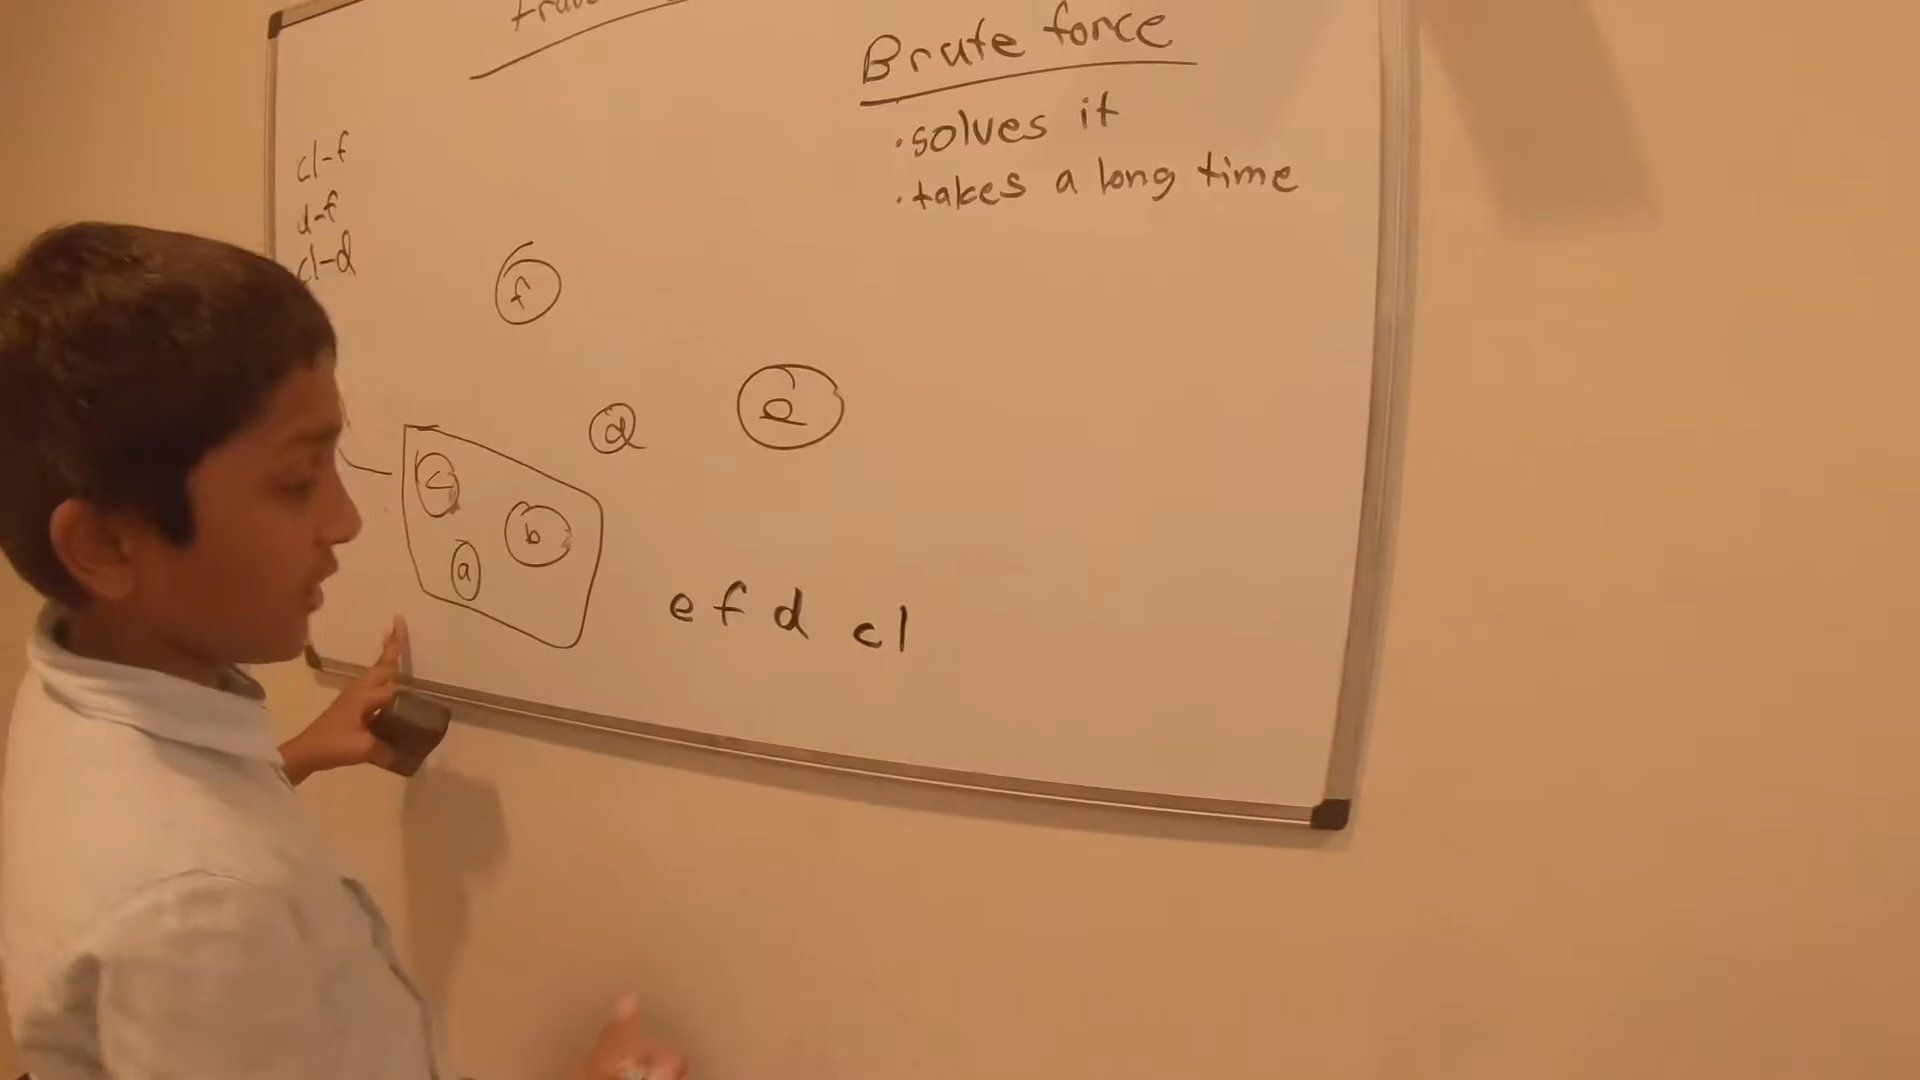 Brute force
· solves it
· takes a long time
cl-f
d-f
cl-d
f
d
e
c
b
a
e f d cl